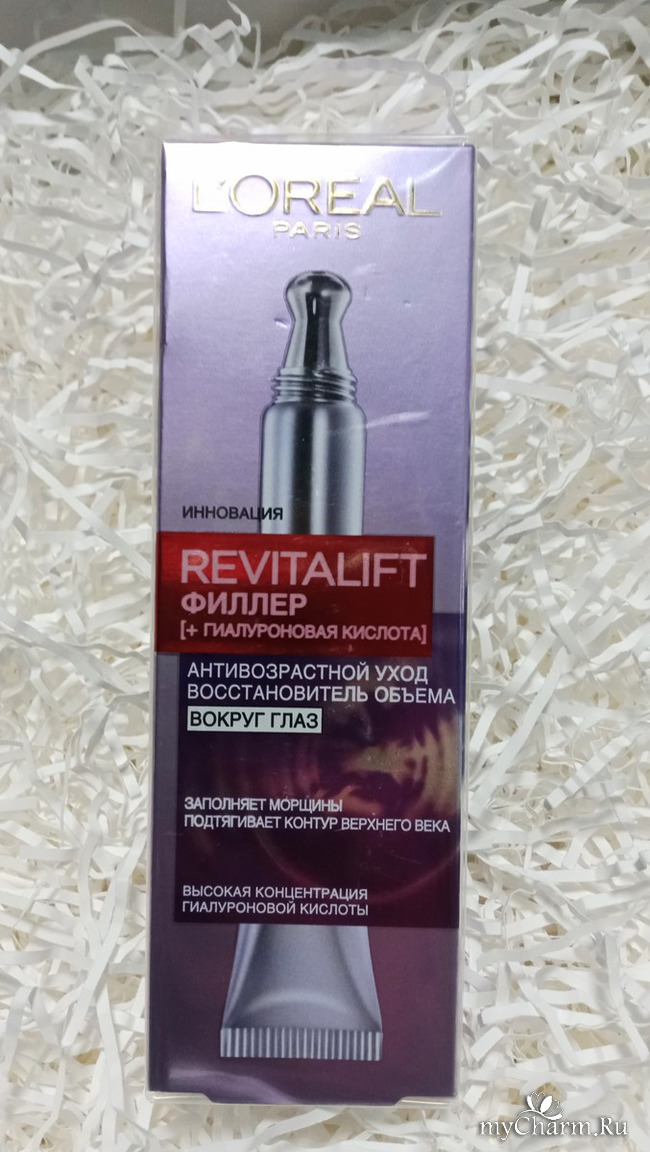 L'ORÉAL
PARIS
ИННОВАЦИЯ
REVITALIFT
ФИЛЛЕР
[+ ГИАЛУРОНОВАЯ КИСЛОТА]
АНТИВОЗРАСТНОЙ УХОД
ВОССТАНОВИТЕЛЬ ОБЪЕМА
ВОКРУГ ГЛАЗ
ЗАПОЛНЯЕТ МОРЩИНЫ
ПОДТЯГИВАЕТ КОНТУР ВЕРХНЕГО ВЕКА
ВЫСОКАЯ КОНЦЕНТРАЦИЯ
ГИАЛУРОНОВОЙ КИСЛОТЫ
myCharm.Ru